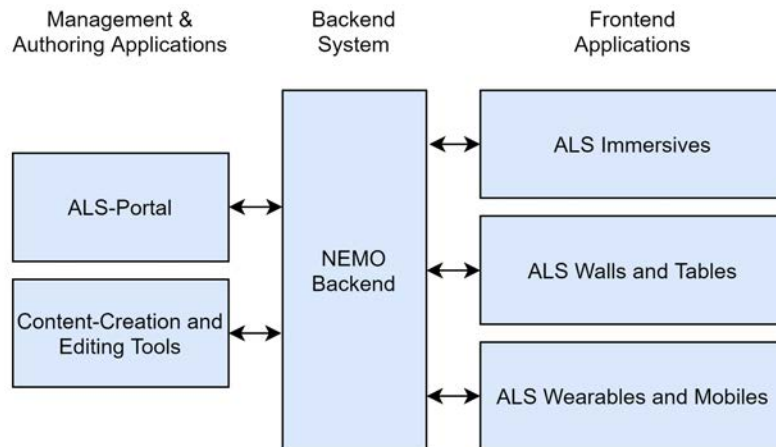 Management &
Authoring Applications
Backend
System
Frontend
Applications
ALS-Portal
Content-Creation and
Editing Tools
NEMO
Backend
ALS Immersives
ALS Walls and Tables
ALS Wearables and Mobiles